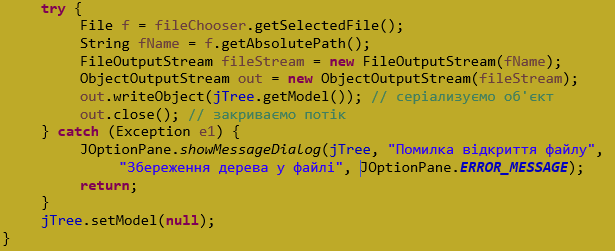 try {
File f = fileChooser.getSelectedFile();
String fName = f.getAbsolutePath();
FileOutputStream fileStream = new FileOutputStream(fName);
ObjectOutputStream out = new ObjectOutputStream(fileStream);
out.writeObject(jTree.getModel()); // серіализуємо об'єкт
out.close(); // закриваємо потік
} catch (Exception e1) {
JOptionPane.showMessageDialog(jTree, "Помилка відкриття файлу",
"Збереження дерева у файлі", JOptionPane.ERROR_MESSAGE);
return;
}
jTree.setModel(null);
}